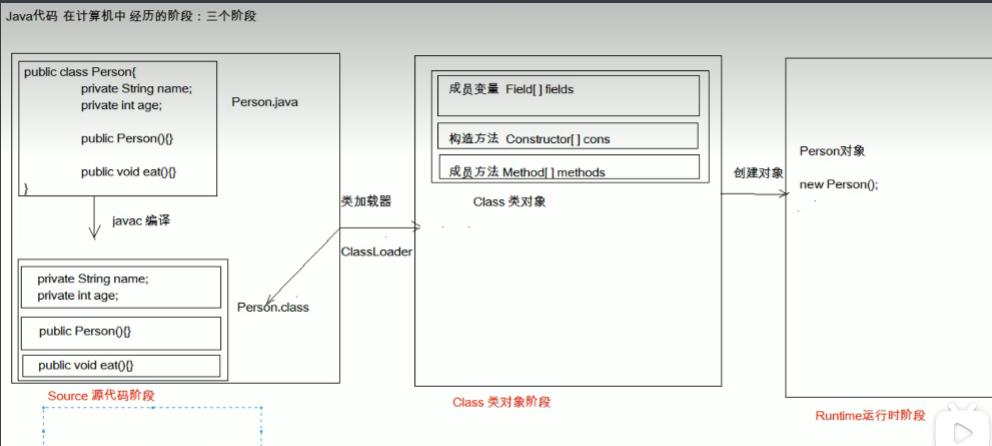 Java代码 在计算机中 经历的阶段：三个阶段
public class Person{
private String name;
private int age;
public Person(){}
public void eat(){}
}
Person.java
javac 编译
private String name;
private int age;
public Person(){}
public void eat(){}
Person.class
Source 源代码阶段
类加载器
ClassLoader
成员变量 Field[ ] fields
构造方法 Constructor[ ] cons
成员方法 Method[ ] methods
Class 类对象
Class 类对象阶段
创建对象
Person对象
new Person();
Runtime运行时阶段